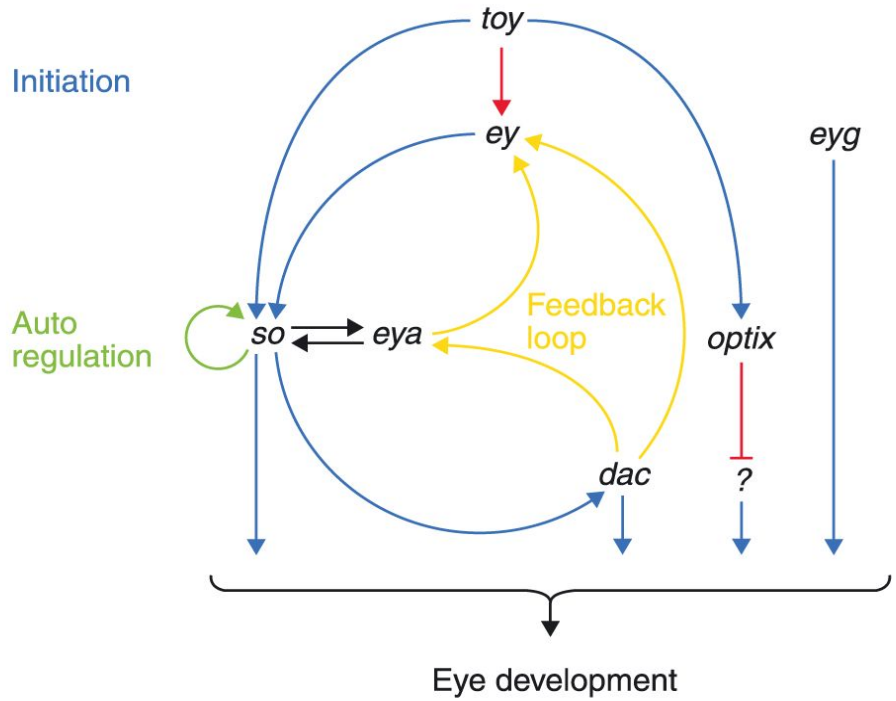 toy
Initiation
ey
eyg
Auto
regulation
so
eya
Feedback
loop
optix
dac
?
Eye development